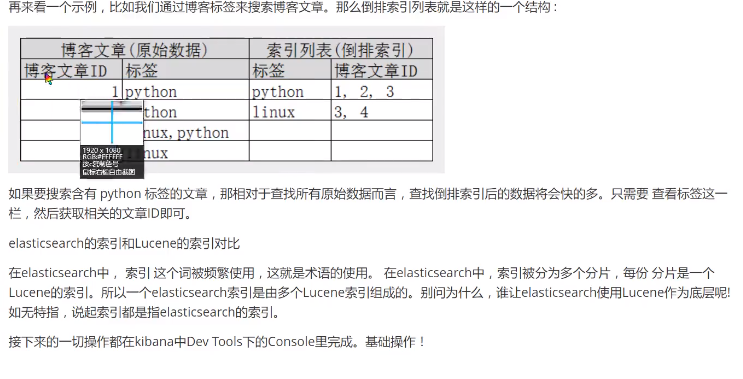 再来看一个示例，比如我们通过博客标签来搜索博客文章。那么倒排索引列表就是这样的一个结构：
博客文章(原始数据) 索引列表(倒排索引)
博客文章ID 标签 标签 博客文章ID
1 python python 1, 2, 3
thon linux 3, 4
nux, python
nux
1920 x 1080
如果要搜索含有 python 标签的文章，那相对于查找所有原始数据而言，查找倒排索引后的数据将会快的多。只需要 查看标签这一
栏，然后获取相关的文章ID即可。
elasticsearch的索引和Lucene的索引对比
在elasticsearch中， 索引 这个词被频繁使用，这就是术语的使用。 在elasticsearch中，索引被分为多个分片，每份 分片是一个
Lucene的索引。所以一个elasticsearch索引是由多个Lucene索引组成的。别问为什么，谁让elasticsearch使用Lucene作为底层呢!
如无特指，说起索引都是指elasticsearch的索引。
接下来的一切操作都在kibana中Dev Tools下的Console里完成。基础操作！